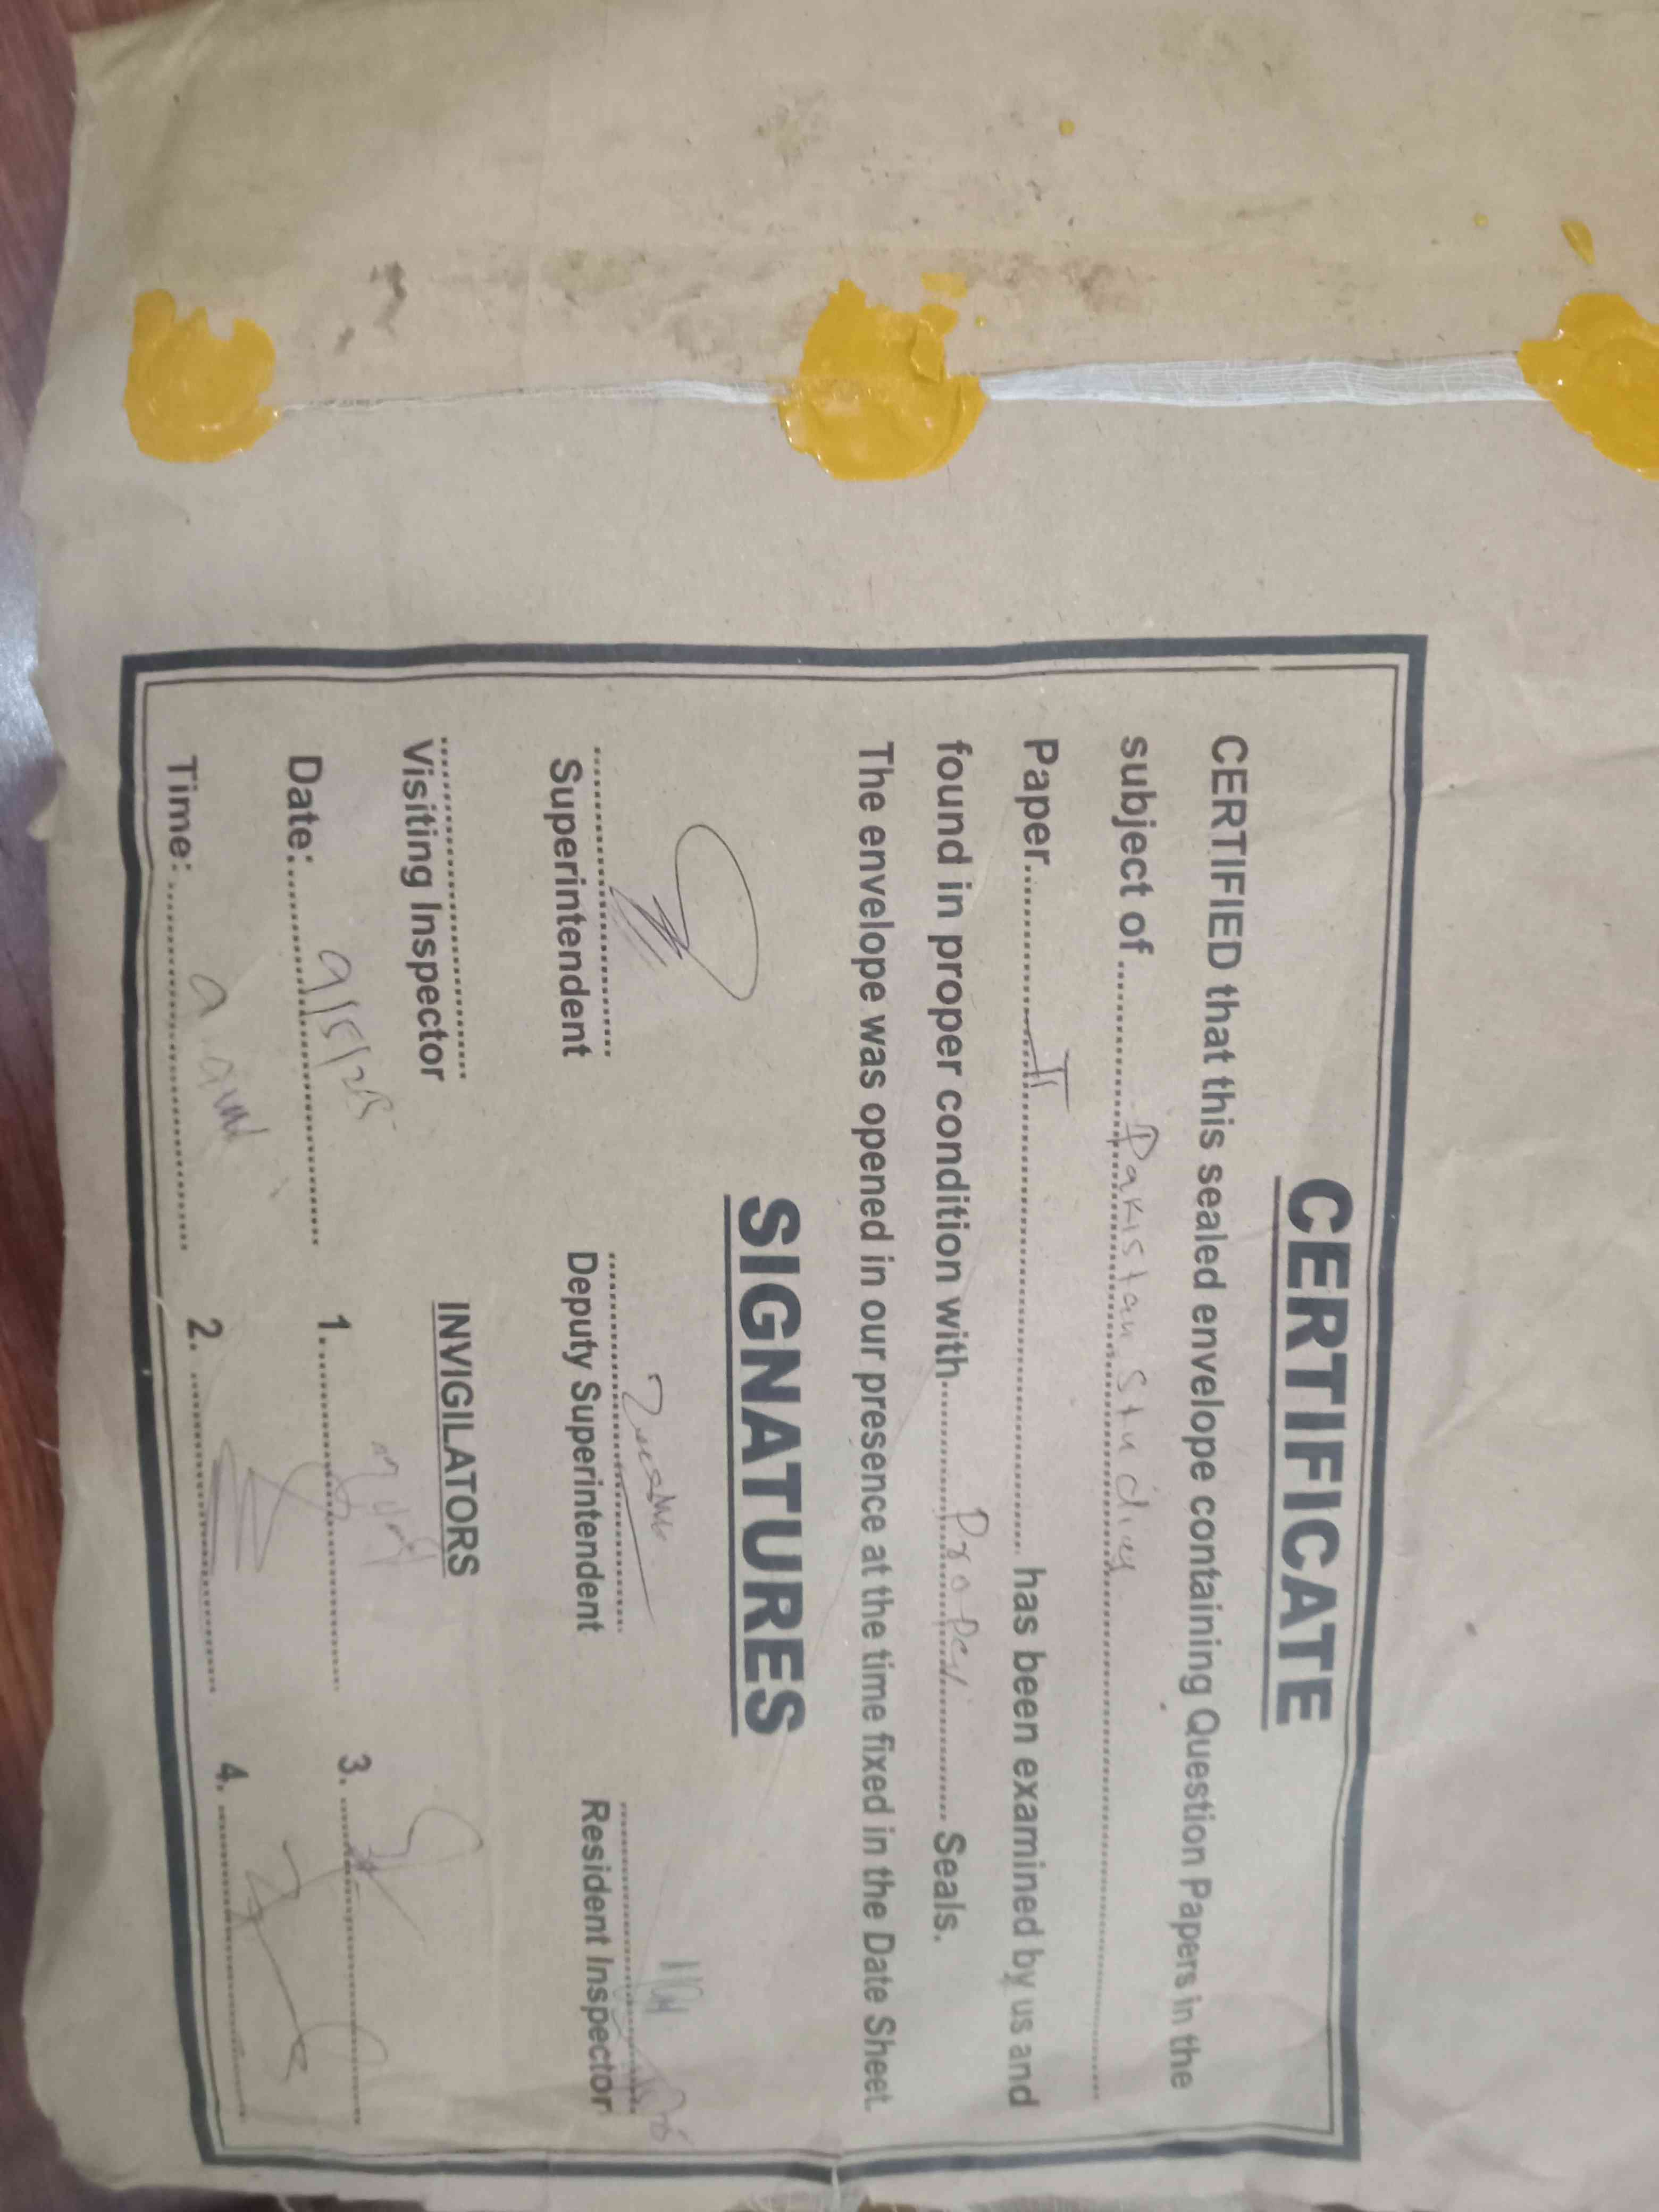 CERTIFICATE
CERTIFIED that this sealed envelope containing Question Papers in the
subject of..........Pakistan Studies..........
Paper..........II.......... has been examined by us and
found in proper condition with..........Proper.......... Seals.
The envelope was opened in our presence at the time fixed in the Date Sheet.
SIGNATURES
Superintendent Deputy Superintendent Resident Inspector
Visiting Inspector
INVIGILATORS
Date:..........9/5/25.......... 1. 3.
Time:.......... 2. 4.